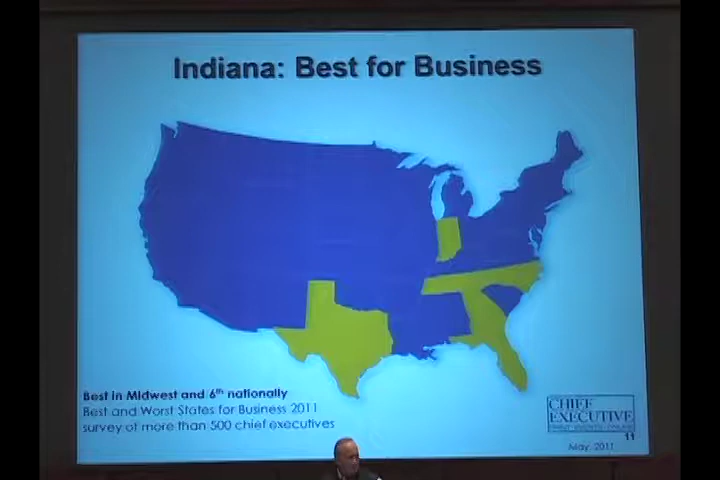 Indiana: Best for Business
Best in Midwest and 6th nationally
Best and Worst States for Business 2011
survey of more than 500 chief executives
CHIEF
EXECUTIVE
11
May, 2011